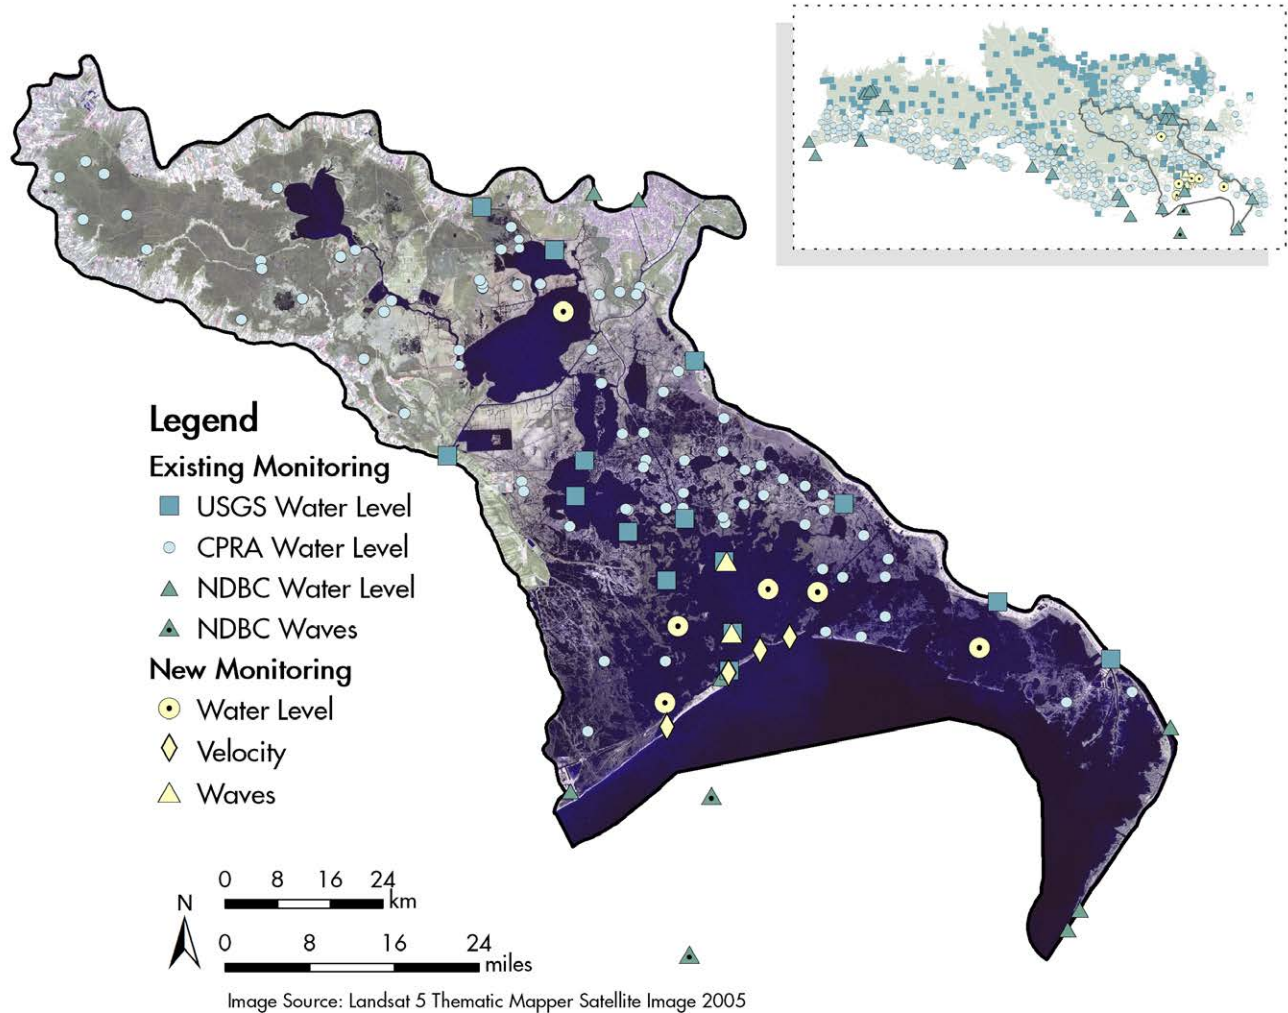 Legend
Existing Monitoring
USGS Water Level
CPRA Water Level
NDBC Water Level
NDBC Waves
New Monitoring
Water Level
Velocity
Waves
N
0 8 16 24
km
0 8 16 24
miles
Image Source: Landsat 5 Thematic Mapper Satellite Image 2005